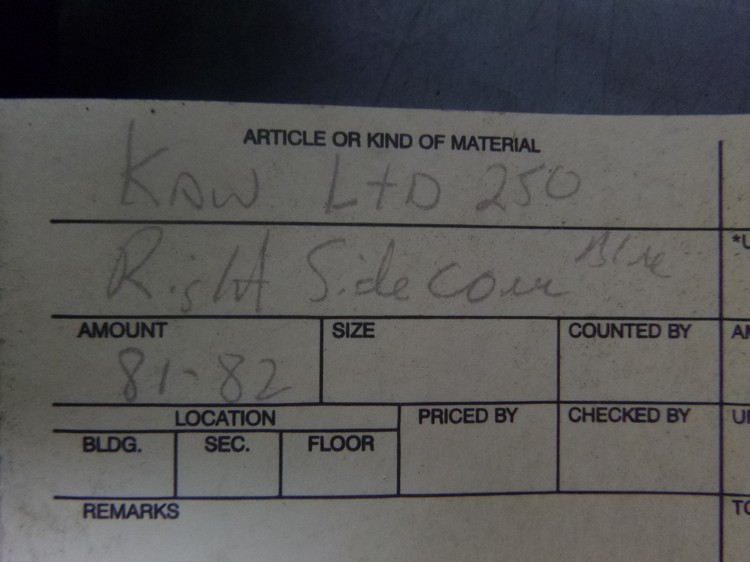 ARTICLE OR KIND OF MATERIAL
KAW LTD 250
Right Side cover Blue
AMOUNT SIZE COUNTED BY
81-82
LOCATION PRICED BY CHECKED BY
BLDG. SEC. FLOOR
REMARKS